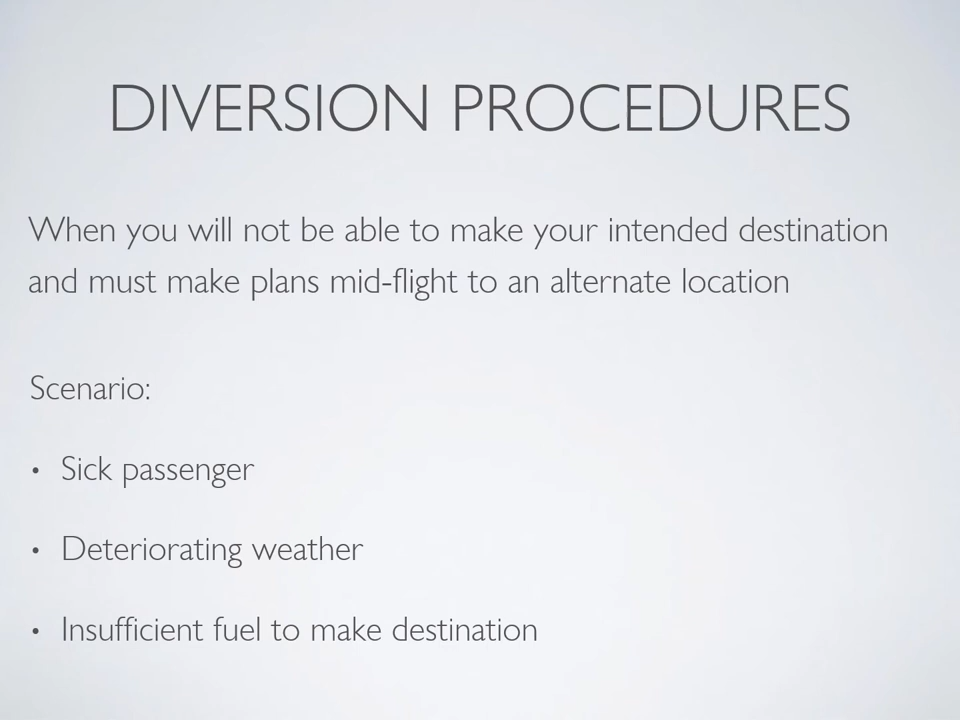 DIVERSION PROCEDURES
When you will not be able to make your intended destination
and must make plans mid-flight to an alternate location
Scenario:
• Sick passenger
• Deteriorating weather
• Insufficient fuel to make destination